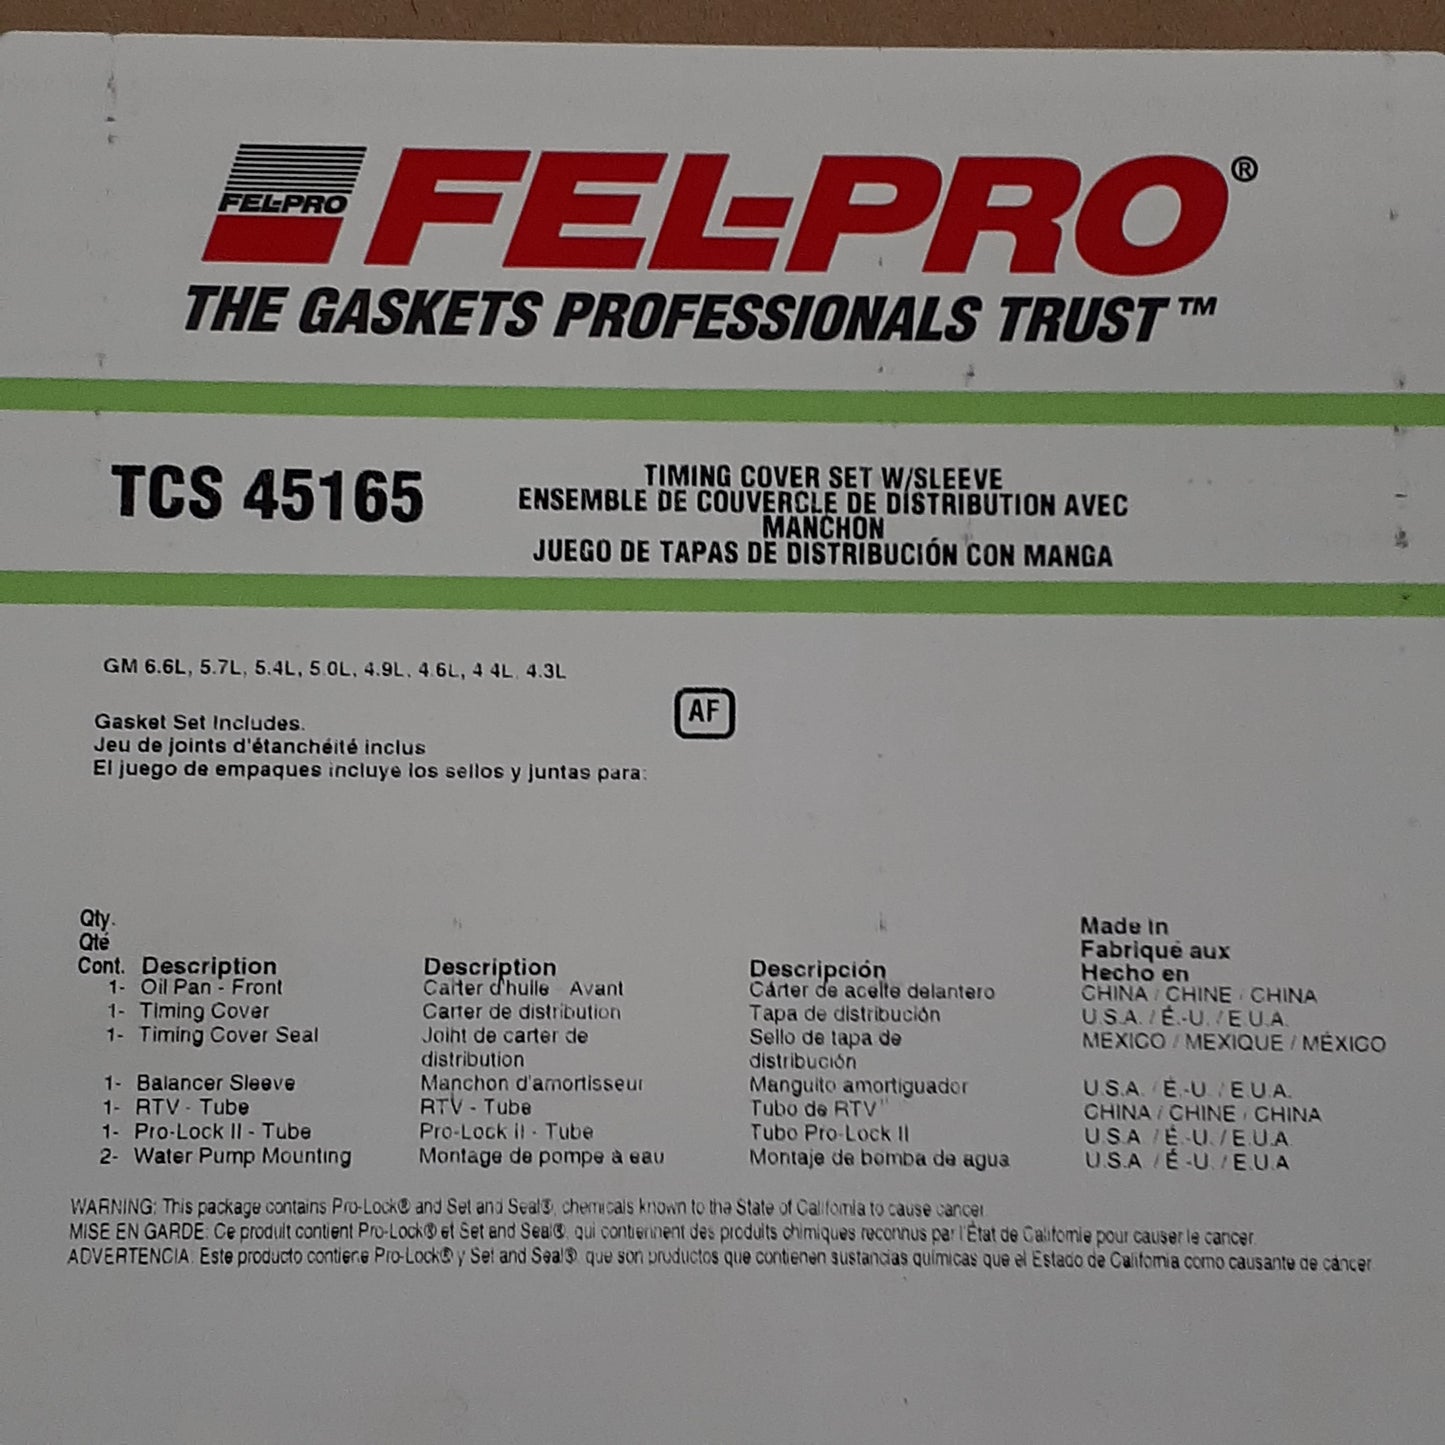 FEL-PRO
FEL-PRO®
THE GASKETS PROFESSIONALS TRUST™
TCS 45165
TIMING COVER SET W/SLEEVE
ENSEMBLE DE COUVERCLE DE DISTRIBUTION AVEC
MANCHON
JUEGO DE TAPAS DE DISTRIBUCIÓN CON MANGA
GM 6.6L, 5.7L, 5.4L, 5.0L, 4.9L, 4.6L, 4.4L, 4.3L
AF
Gasket Set Includes:
Jeu de joints d'étanchéité inclus
El juego de empaques incluye los sellos y juntas para:
Qty.
Qté
Cont. Description Description Descripción
Made In
Fabriqué aux
Hecho en
1- Oil Pan - Front Carter d'huile - Avant Cárter de aceite delantero CHINA / CHINE / CHINA
1- Timing Cover Carter de distribution Tapa de distribución U.S.A. / É.-U. / E.U.A.
1- Timing Cover Seal Joint de carter de Sello de tapa de MEXICO / MEXIQUE / MÉXICO
distribution distribución
1- Balancer Sleeve Manchon d'amortisseur Manguito amortiguador U.S.A. / É.-U. / E.U.A.
1- RTV - Tube RTV - Tube Tubo de RTV" CHINA / CHINE / CHINA
1- Pro-Lock II - Tube Pro-Lock II - Tube Tubo Pro-Lock II U.S.A. / É.-U. / E.U.A.
2- Water Pump Mounting Montage de pompe à eau Montaje de bomba de agua U.S.A. / É.-U. / E.U.A
WARNING: This package contains Pro-Lock® and Set and Seal®, chemicals known to the State of California to cause cancer.
MISE EN GARDE: Ce produit contient Pro-Lock® et Set and Seal®, qui contiennent des produits chimiques reconnus par l'État de Californie pour causer le cancer.
ADVERTENCIA: Este producto contiene Pro-Lock® y Set and Seal®, que son productos que contienen sustancias químicas que el Estado de California como causante de cáncer